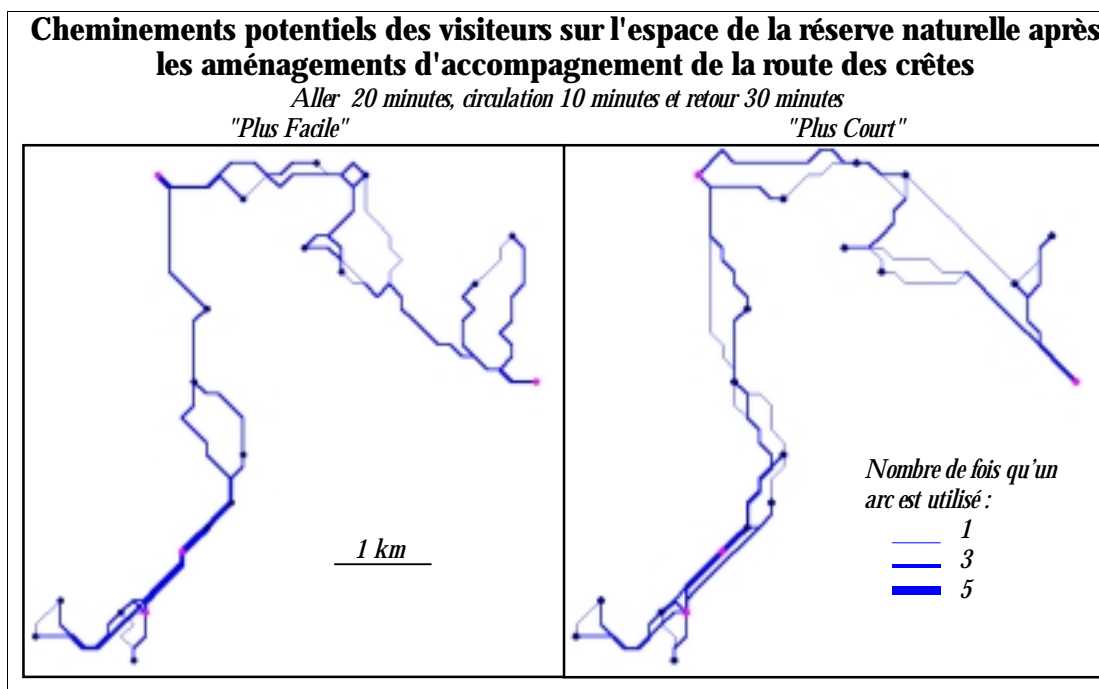 Cheminements potentiels des visiteurs sur l'espace de la réserve naturelle après
les aménagements d'accompagnement de la route des crêtes
Aller 20 minutes, circulation 10 minutes et retour 30 minutes
"Plus Facile"
"Plus Court"
1 km
Nombre de fois qu'un
arc est utilisé :
1
3
5